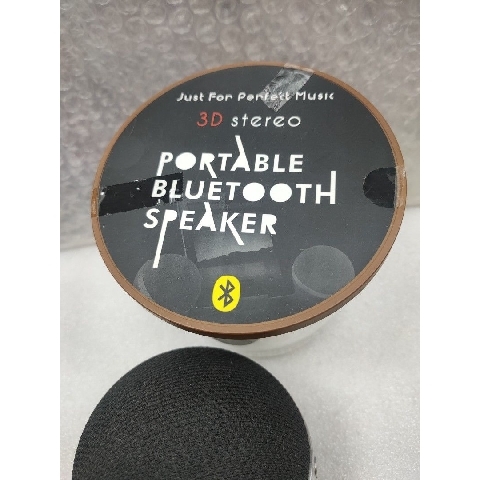 Just For Perfect Music
3D stereo
PORTABLE
BLUETOOTH
SPEAKER